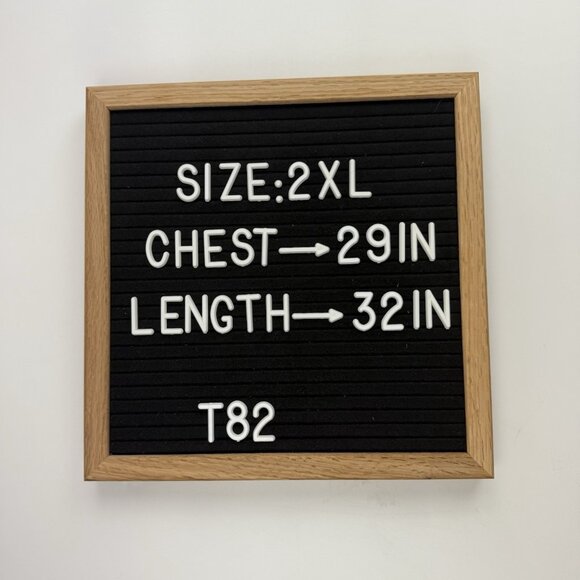 SIZE:2XL
CHEST→29IN
LENGTH→32IN
T82